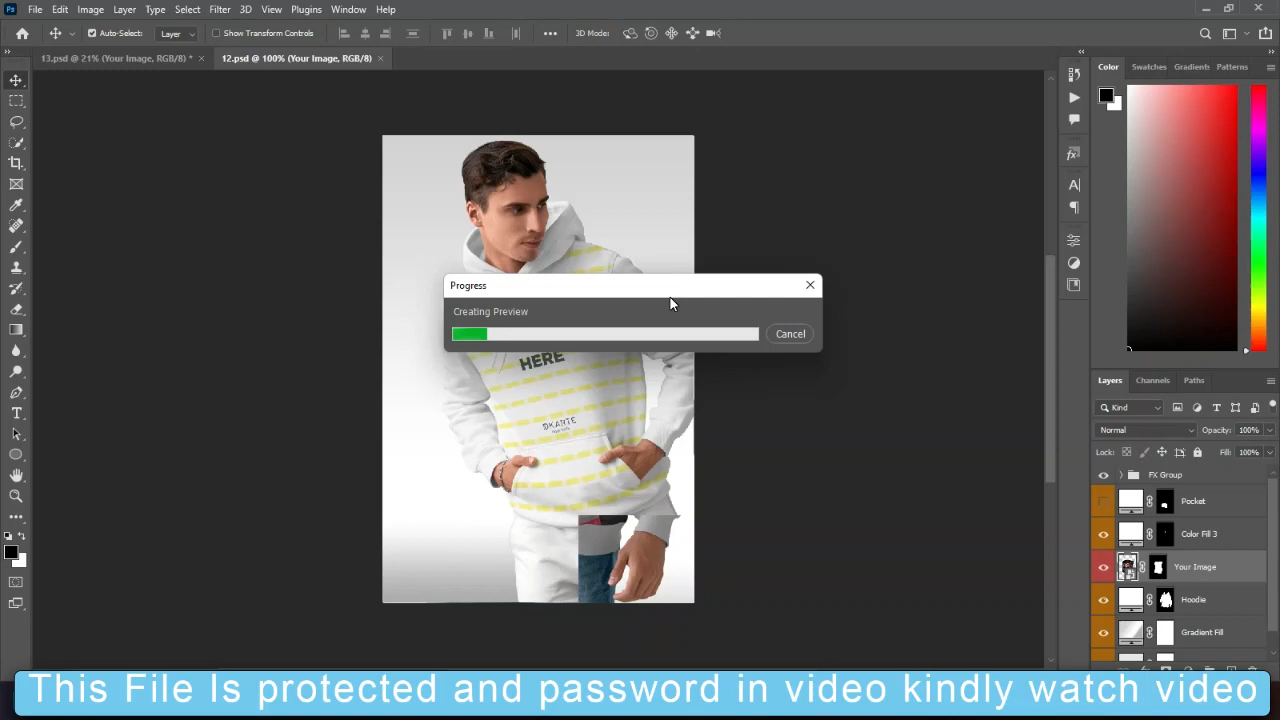 Ps File Edit Image Layer Type Select Filter 3D View Plugins Window Help
Auto-Select: Layer Show Transform Controls 3D Mode:
13.psd @ 21% (Your Image, RGB/8) * × 12.psd @ 100% (Your Image, RGB/8) ×
Color Swatches Gradients Patterns
Progress
Creating Preview
Cancel
HERE
Layers Channels Paths
Kind
Normal Opacity: 100%
Lock: Fill: 100%
FX Group
Pocket
Color Fill 3
Your Image
Hoodie
Gradient Fill
This File Is protected and password in video kindly watch video